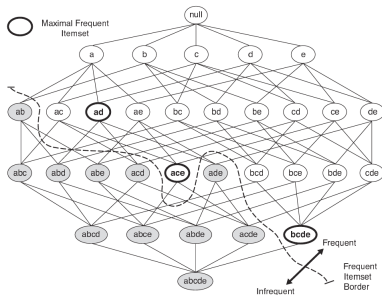 null
Maximal Frequent
Itemset
a b c d e
ab ac ad ae bc bd be cd ce de
abc abd abe acd ace ade bcd bce bde cde
abcd abce abde acde bcde
Frequent
abcde
Infrequent
Frequent
Itemset
Border